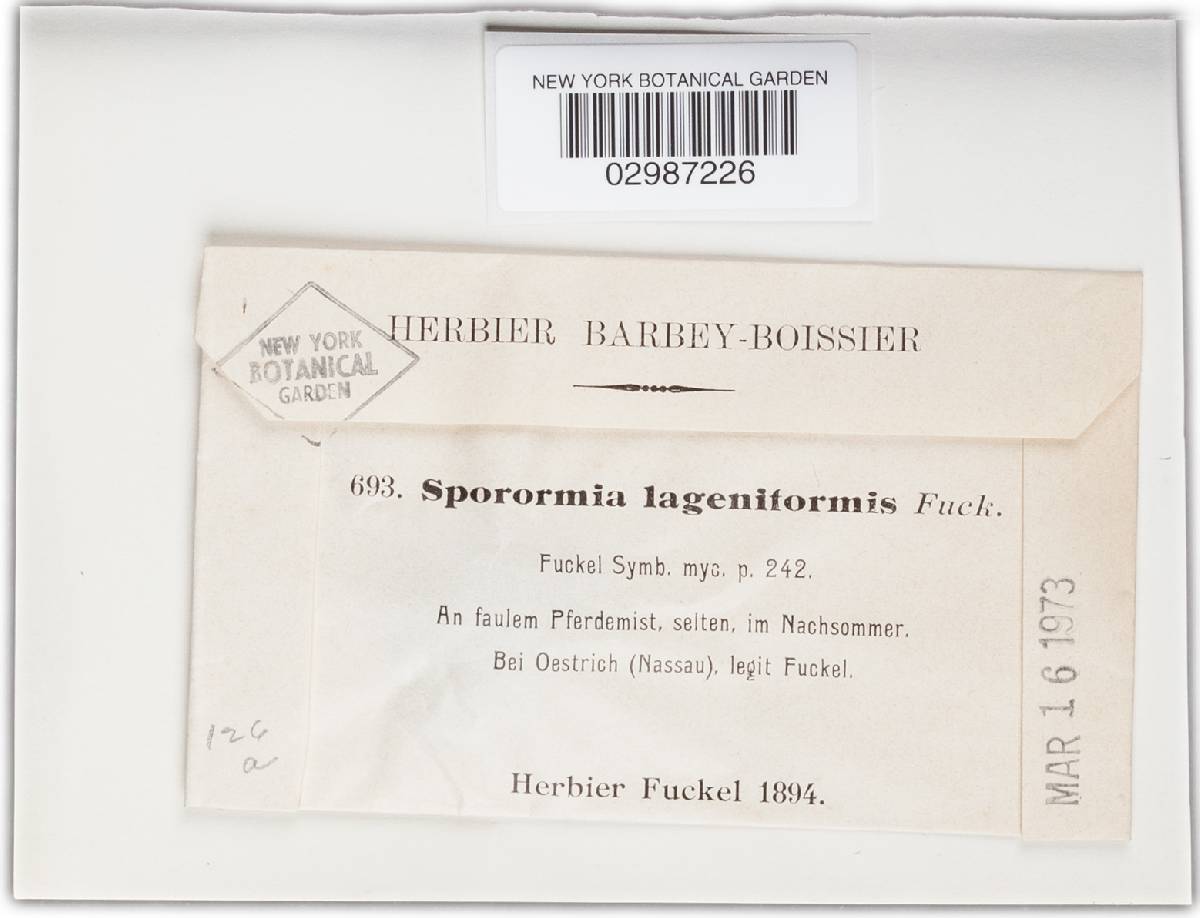 NEW YORK BOTANICAL GARDEN
02987226
NEW YORK
BOTANICAL
GARDEN
HERBIER BARBEY-BOISSIER
693. Sporormia lageniformis Fuck.
Fuckel Symb. myc. p. 242.
An faulem Pferdemist, selten, im Nachsommer.
Bei Oestrich (Nassau), legit Fuckel.
Herbier Fuckel 1894.
126
a
MAR 16 1973